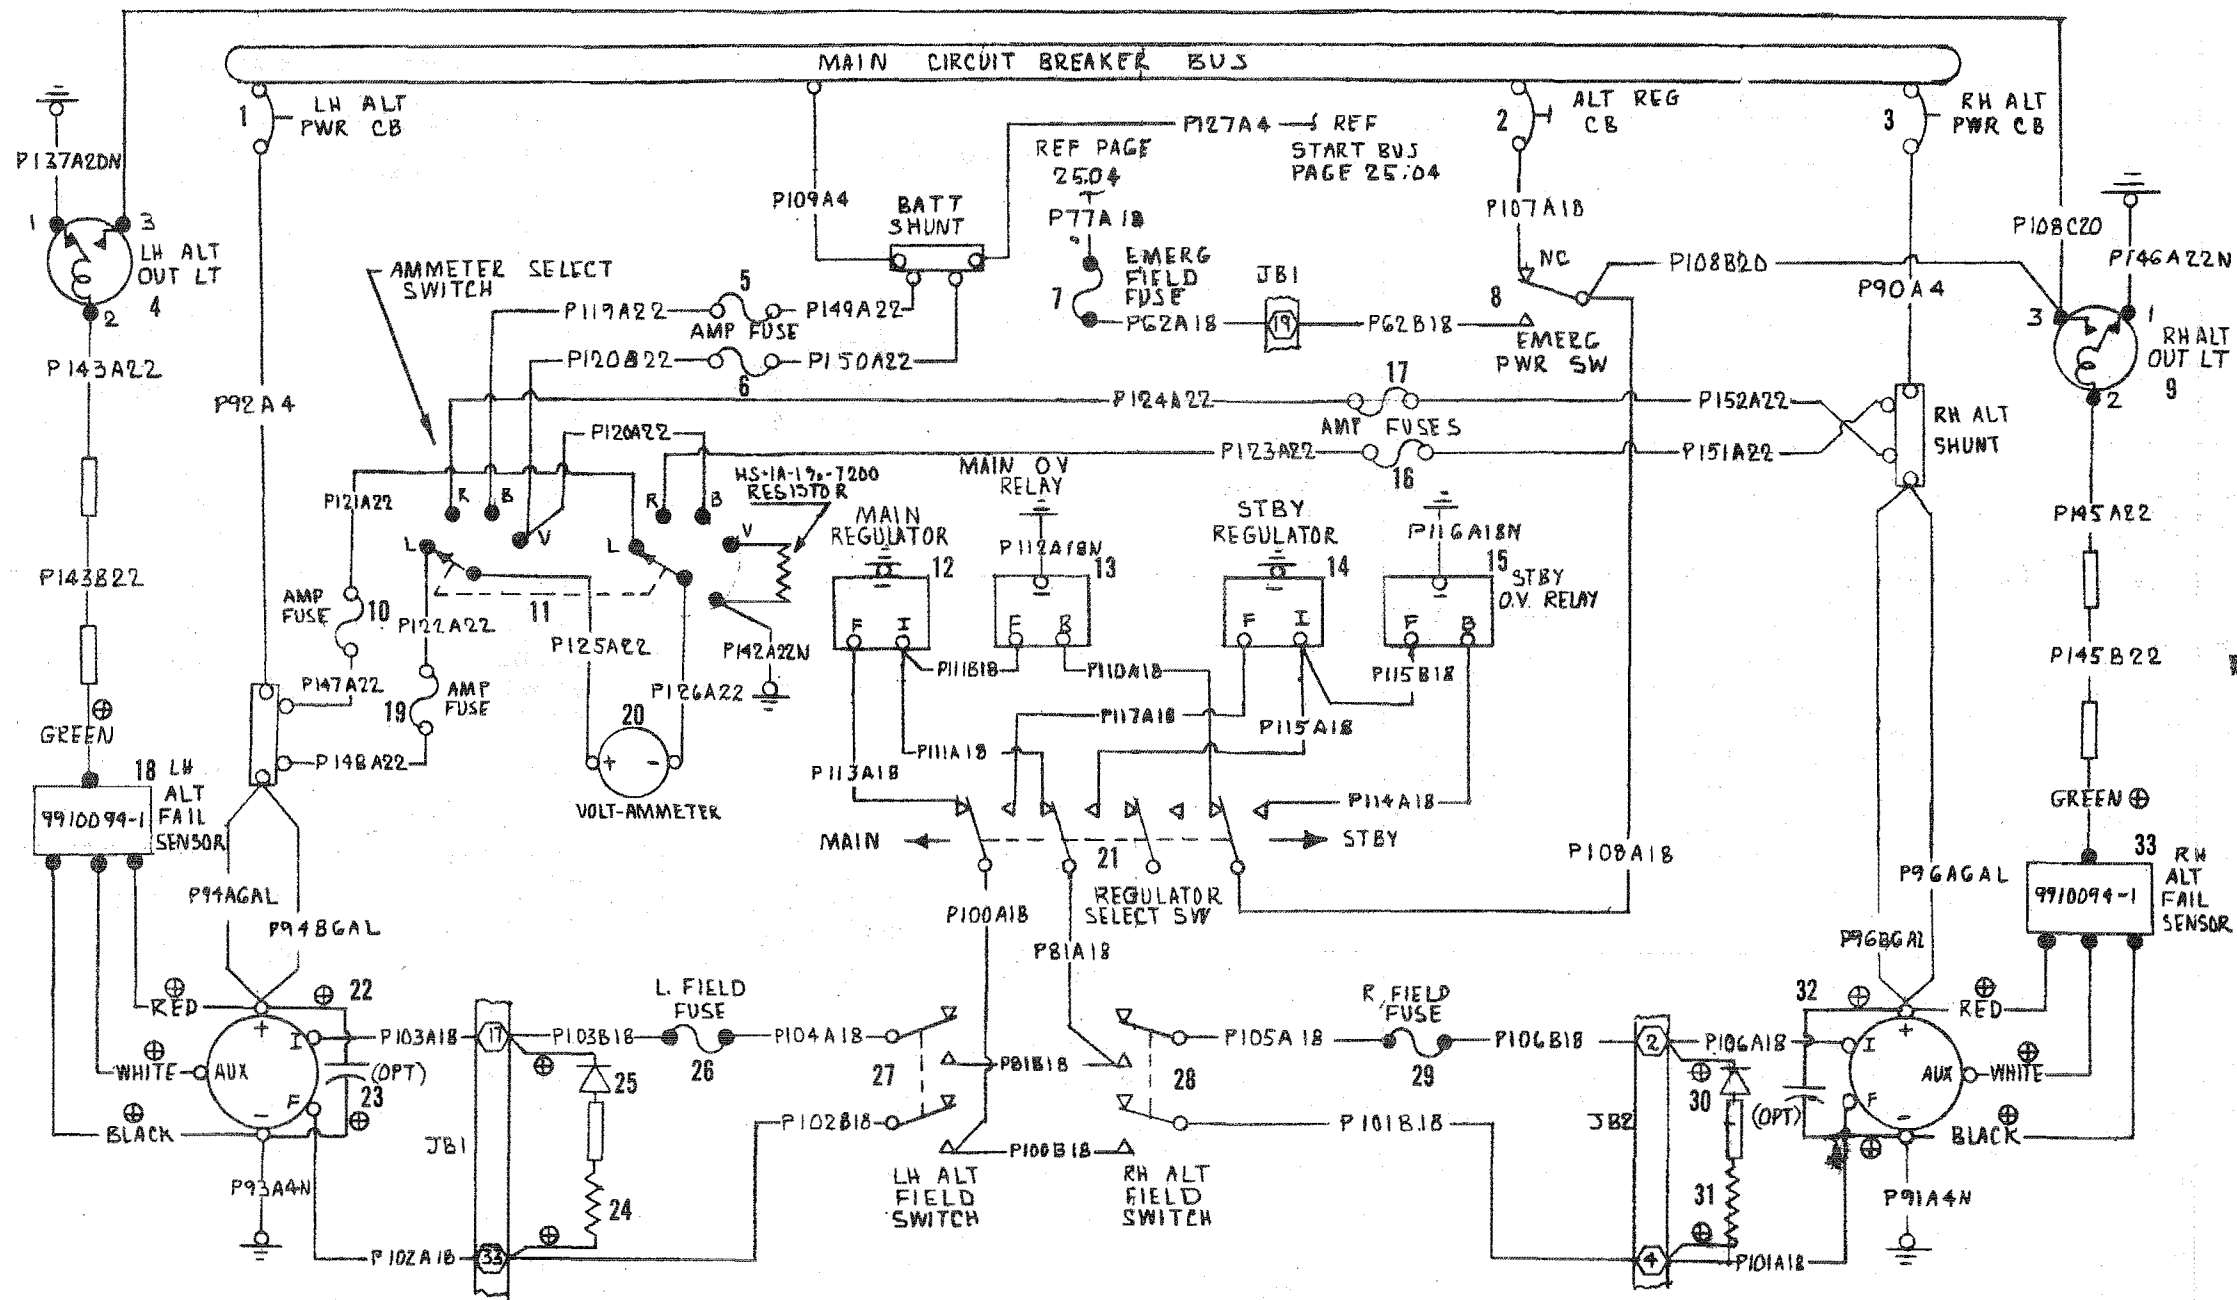 MAIN CIRCUIT BREAKER BUS
1
LH ALT
PWR CB
2
ALT REG
CB
3
RH ALT
PWR CB
P127A4
REF
START BUS
PAGE 25.04
REF PAGE
25.04
P137A20N
P109A4
BATT
SHUNT
P77A18
P107A18
P108C20
P146A22N
1
3
LH ALT
OUT LT
4
2
AMMETER SELECT
SWITCH
5
P119A22
P149A22
AMP FUSE
P120B22
P150A22
6
EMERG
FIELD
FUSE
7
P62A18
JB1
19
P62B18
NC
8
EMERG
PWR SW
P108B20
P90A4
3
1
RH ALT
OUT LT
9
2
P143A22
P92A4
P124A22
17
P152A22
AMP FUSES
P120A22
P123A22
16
P151A22
RH ALT
SHUNT
P121A22
R
B
R
B
HS-1A-1%-7200
RESISTOR
MAIN
REGULATOR
MAIN OV
RELAY
STBY
REGULATOR
P116A18N
P145A22
L
V
L
V
P112A18N
12
13
14
15
STBY
O.V. RELAY
P143B22
AMP
FUSE
10
P122A22
11
P125A22
P142A22N
F
I
F
B
F
I
F
B
P126A22
P111B18
P110A18
P115B18
P145B22
P147A22
19
AMP
FUSE
20
P117A18
P115A18
GREEN
P148A22
+
-
P111A18
P113A18
18
LH
ALT
FAIL
SENSOR
9910094-1
VOLT-AMMETER
P114A18
GREEN
MAIN
STBY
21
REGULATOR
SELECT SW
P108A18
33
RH
ALT
FAIL
SENSOR
9910094-1
P94A6AL
P94B6AL
P100A18
P81A18
P96A6AL
RED
22
L. FIELD
FUSE
R. FIELD
FUSE
32
RED
+
I
P103A18
17
P103B18
P104A18
P105A18
P106B18
2
P106A18
I
+
WHITE
AUX
(OPT)
23
25
26
27
P81B18
28
29
30
(OPT)
AUX
WHITE
F
-
F
-
BLACK
JB1
P102B18
P101B18
JB2
BLACK
P100B18
P93A4N
24
LH ALT
FIELD
SWITCH
RH ALT
FIELD
SWITCH
31
P91A4N
P102A18
33
4
P101A18